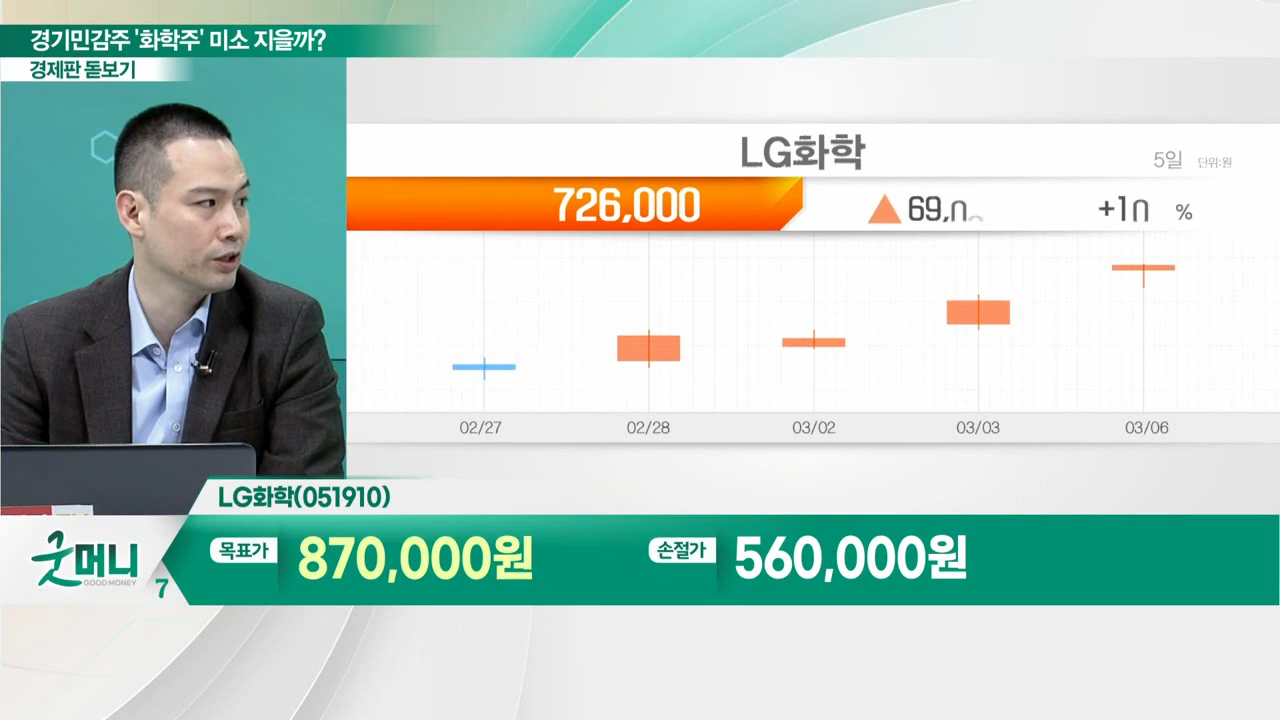 경기민감주 '화학주' 미소 지을까?
경제판 돋보기
LG화학
5일 단위:원
726,000 ▲ % 
02/27 02/28 03/02 03/03 03/06
LG화학(051910)
굿머니
GOOD MONEY
7
목표가 870,000원 손절가 560,000원